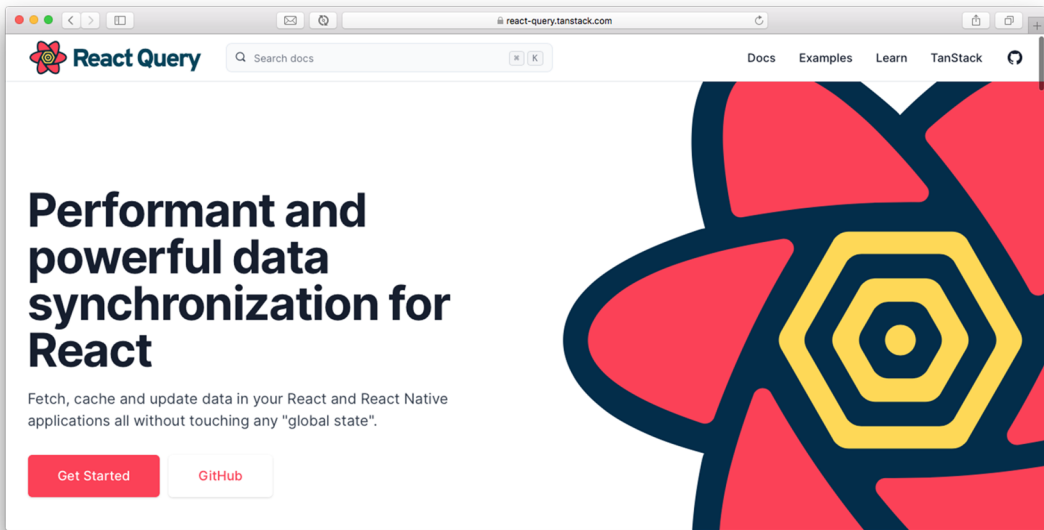 react-query.tanstack.com
React Query
Search docs
⌘ K
Docs Examples Learn TanStack
Performant and
powerful data
synchronization for
React
Fetch, cache and update data in your React and React Native
applications all without touching any "global state".
Get Started
GitHub